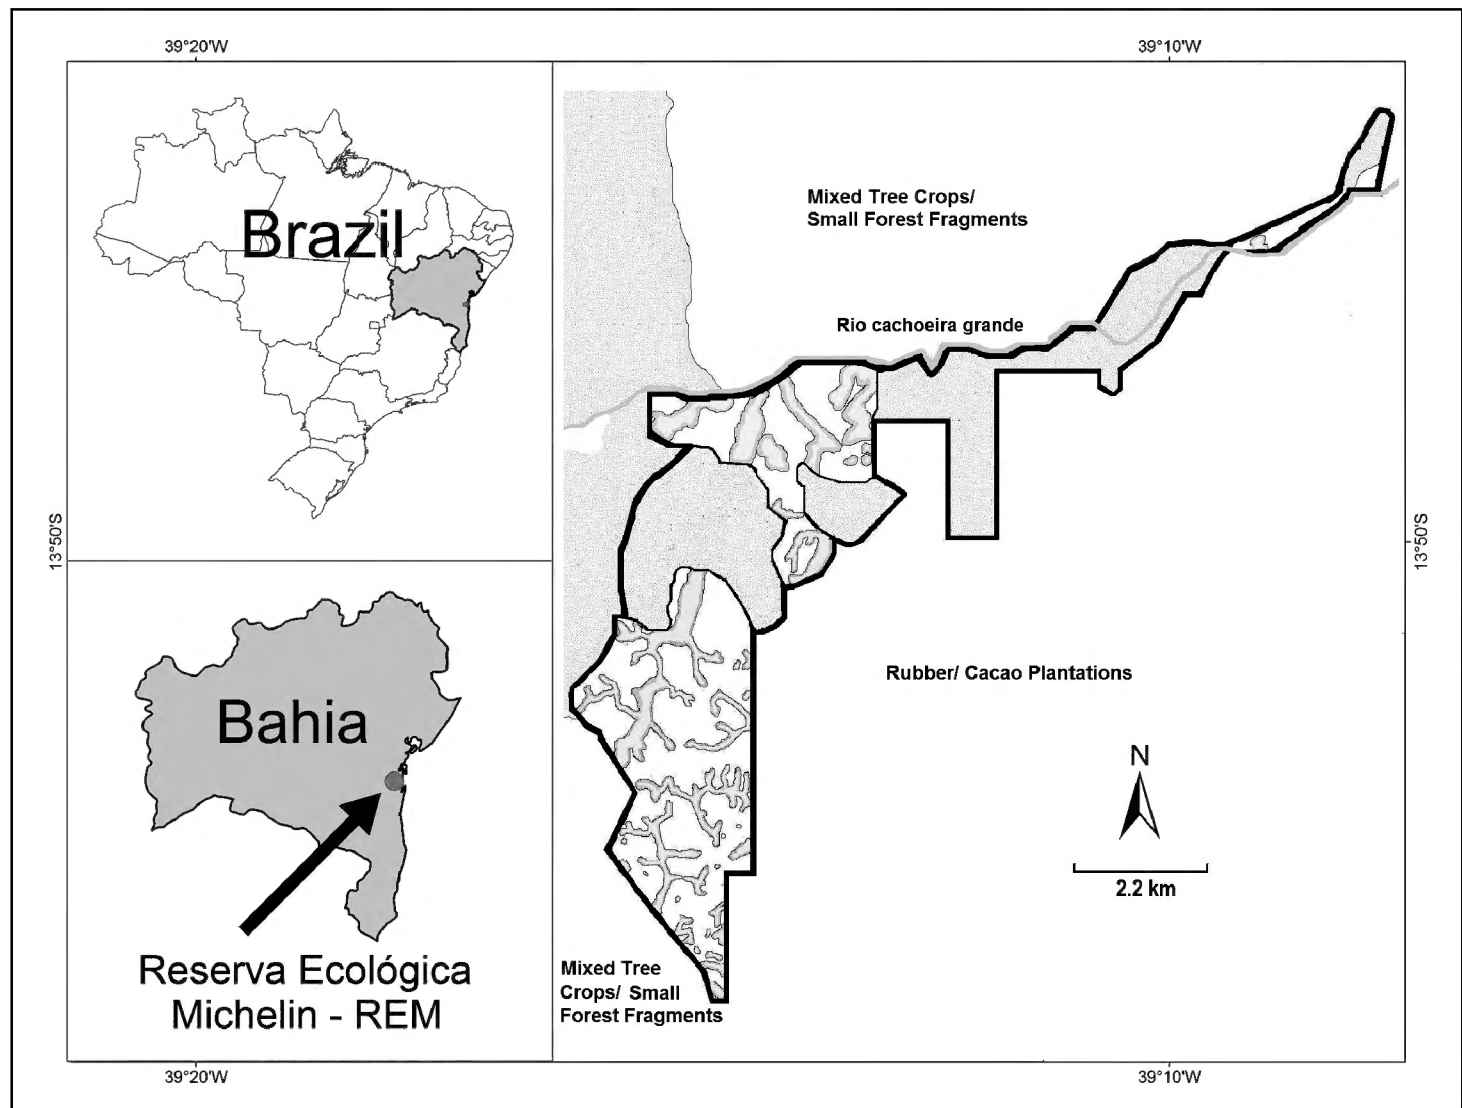 39°20'W
39°10'W
Brazil
Mixed Tree Crops/
Small Forest Fragments
Rio cachoeira grande
13°50'S
13°50'S
Bahia
Rubber/ Cacao Plantations
N
2.2 km
Reserva Ecológica
Michelin - REM
Mixed Tree
Crops/ Small
Forest Fragments
39°20'W
39°10'W